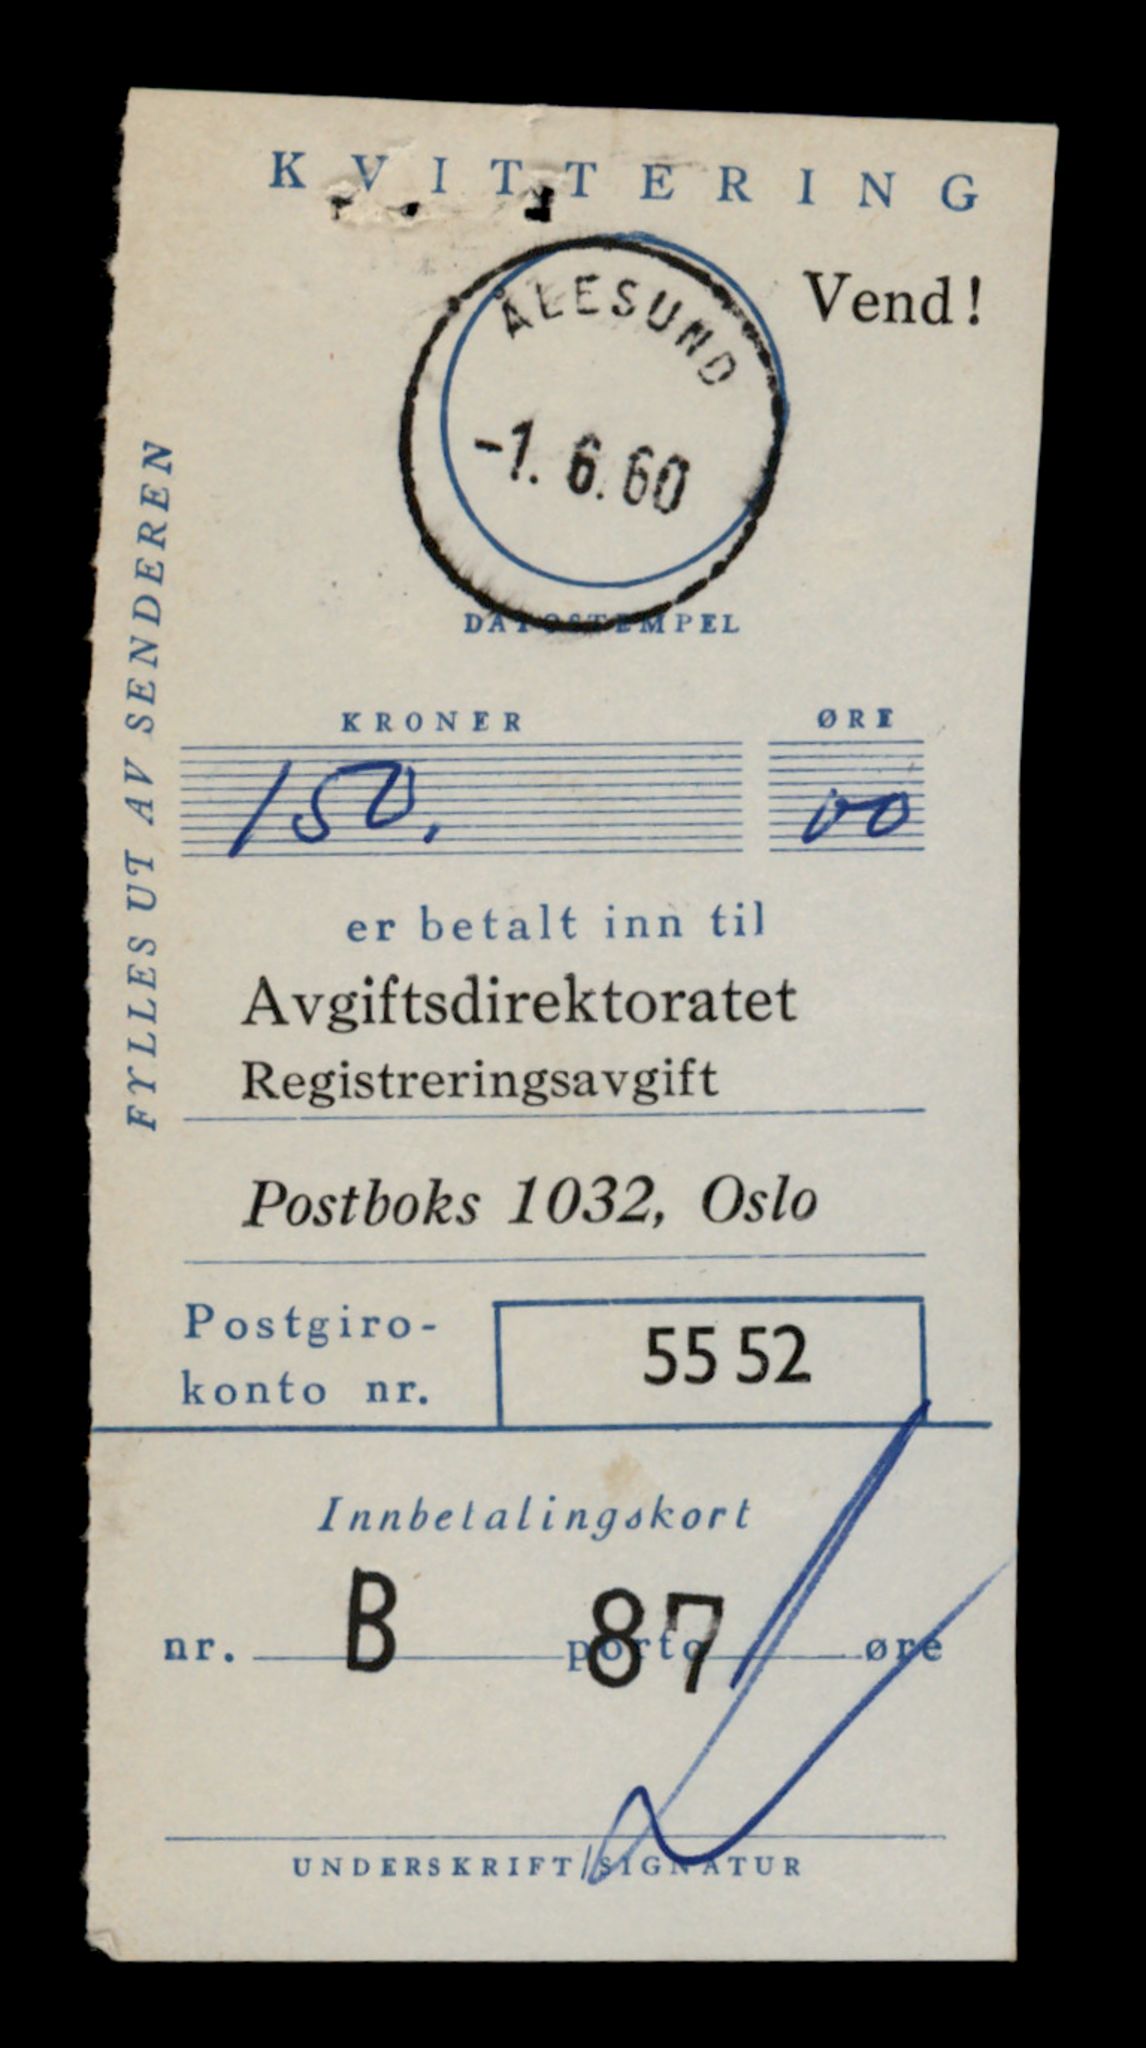 KVITTERING
Vend!
ÅLESUND
-1. 6. 60
DATOSTEMPEL
FYLLES UT AV SENDEREN
KRONER ØRE
150, 00
er betalt inn til
Avgiftsdirektoratet
Registreringsavgift
Postboks 1032, Oslo
Postgiro-
konto nr. 55 52
Innbetalingskort
nr. B 87 porto øre
UNDERSKRIFT/SIGNATUR